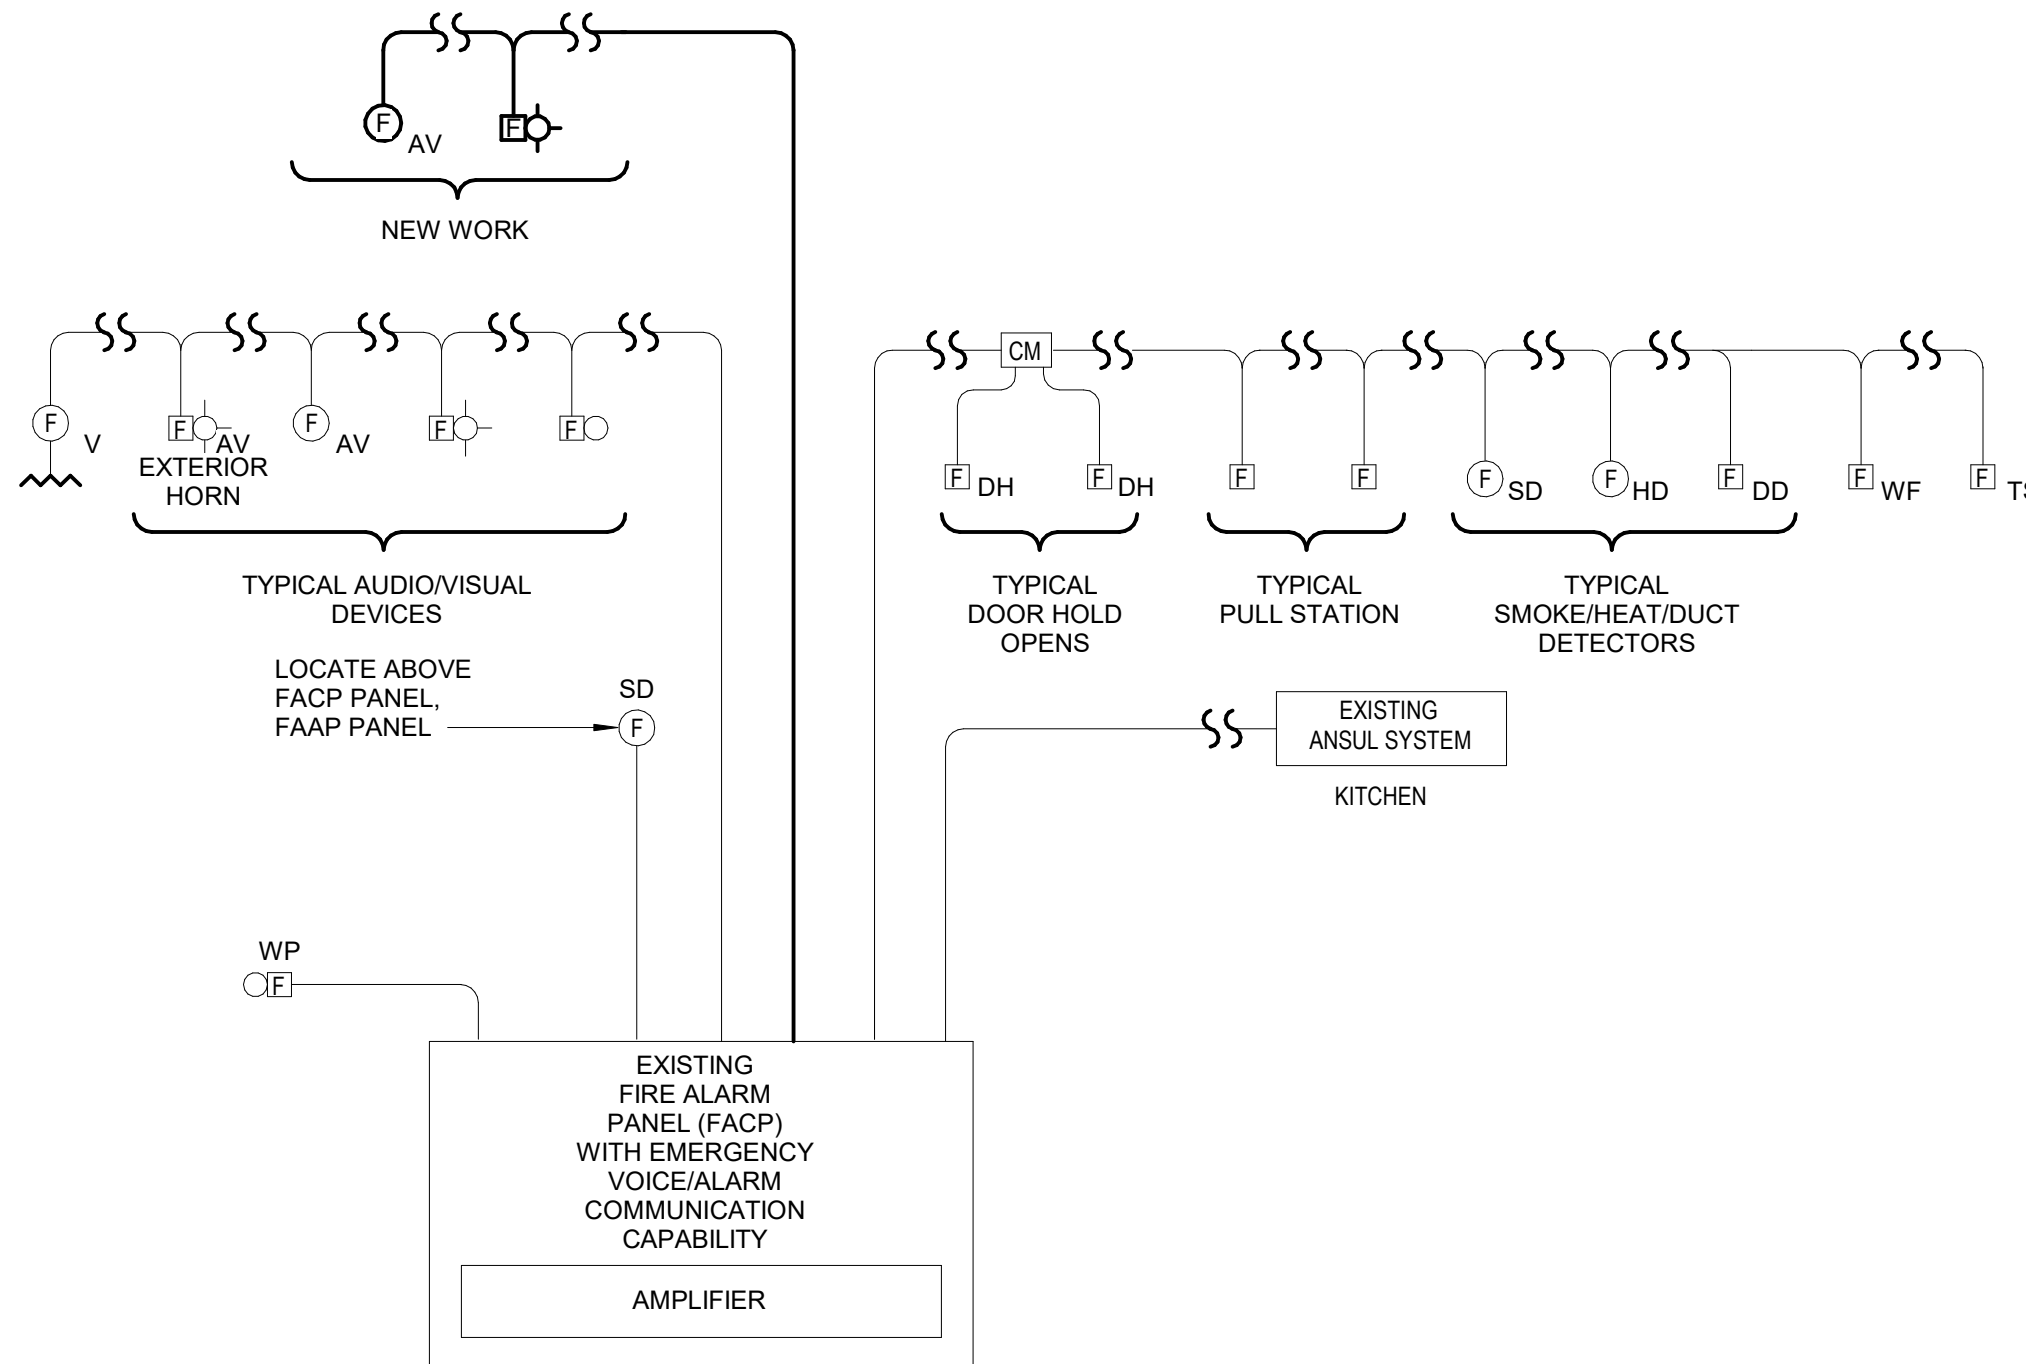 F
AV
F
NEW WORK
F
V
F
AV
EXTERIOR
HORN
F
AV
F
F
TYPICAL AUDIO/VISUAL
DEVICES
CM
F
DH
F
DH
TYPICAL
DOOR HOLD
OPENS
F
F
TYPICAL
PULL STATION
F
SD
F
HD
F
DD
TYPICAL
SMOKE/HEAT/DUCT
DETECTORS
F
WF
F
LOCATE ABOVE
FACP PANEL,
FAAP PANEL
SD
F
EXISTING
ANSUL SYSTEM
KITCHEN
WP
F
EXISTING
FIRE ALARM
PANEL (FACP)
WITH EMERGENCY
VOICE/ALARM
COMMUNICATION
CAPABILITY
AMPLIFIER